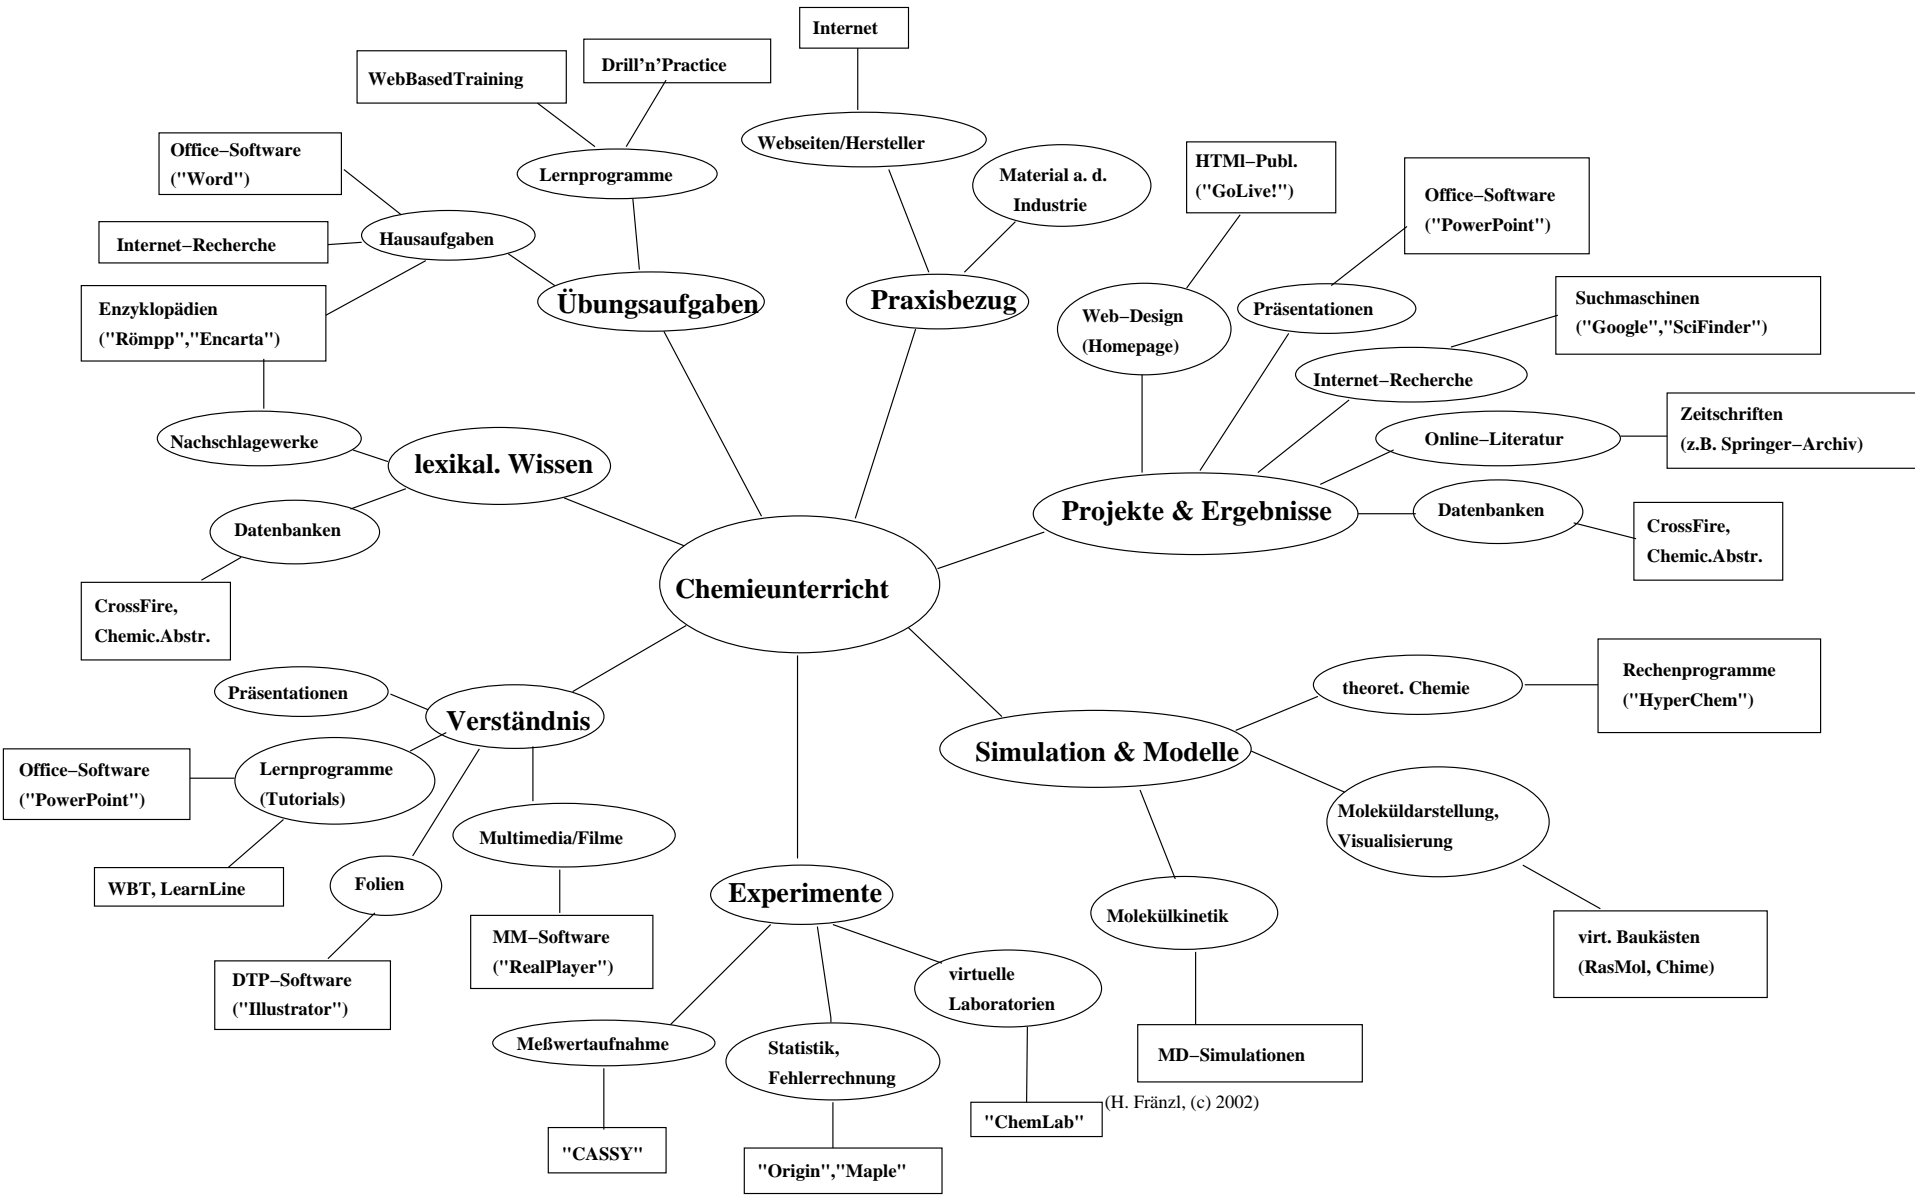 Internet
WebBasedTraining
Drill'n'Practice
Webseiten/Hersteller
Office−Software
("Word")
Lernprogramme
Material a. d.
Industrie
HTMl−Publ.
("GoLive!")
Office−Software
("PowerPoint")
Internet−Recherche
Hausaufgaben
Übungsaufgaben
Praxisbezug
Enzyklopädien
("Römpp","Encarta")
Web−Design
(Homepage)
Präsentationen
Suchmaschinen
("Google","SciFinder")
Internet−Recherche
Nachschlagewerke
lexikal. Wissen
Online−Literatur
Zeitschriften
(z.B. Springer−Archiv)
Datenbanken
Projekte & Ergebnisse
Datenbanken
CrossFire,
Chemic.Abstr.
CrossFire,
Chemic.Abstr.
Chemieunterricht
Präsentationen
Verständnis
theoret. Chemie
Rechenprogramme
("HyperChem")
Simulation & Modelle
Office−Software
("PowerPoint")
Lernprogramme
(Tutorials)
Multimedia/Filme
Moleküldarstellung,
Visualisierung
WBT, LearnLine
Folien
Experimente
Molekülkinetik
MM−Software
("RealPlayer")
virt. Baukästen
(RasMol, Chime)
DTP−Software
("Illustrator")
virtuelle
Laboratorien
Meßwertaufnahme
Statistik,
Fehlerrechnung
MD−Simulationen
(H. Fränzl, (c) 2002)
"ChemLab"
"CASSY"
"Origin","Maple"